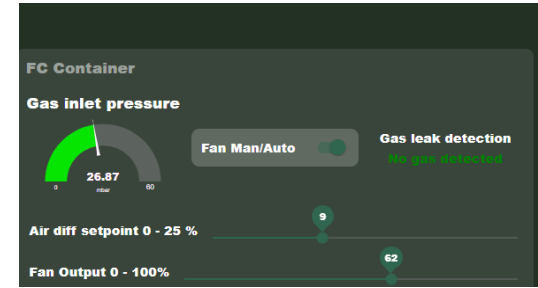 FC Container
Gas inlet pressure
Fan Man/Auto
Gas leak detection
No gas detected
26.87
0
mbar
60
9
Air diff setpoint 0 - 25 %
62
Fan Output 0 - 100%